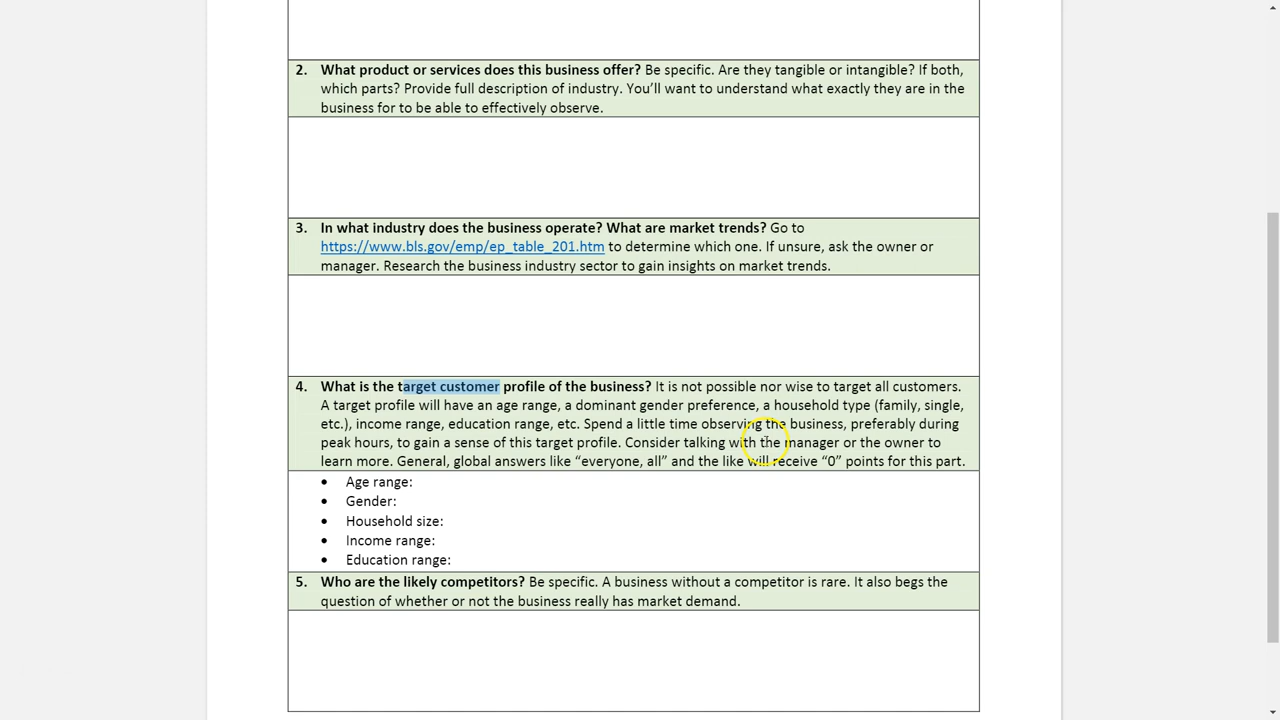 2. What product or services does this business offer? Be specific. Are they tangible or intangible? If both,
which parts? Provide full description of industry. You’ll want to understand what exactly they are in the
business for to be able to effectively observe.
3. In what industry does the business operate? What are market trends? Go to
https://www.bls.gov/emp/ep_table_201.htm to determine which one. If unsure, ask the owner or
manager. Research the business industry sector to gain insights on market trends.
4. What is the target customer profile of the business? It is not possible nor wise to target all customers.
A target profile will have an age range, a dominant gender preference, a household type (family, single,
etc.), income range, education range, etc. Spend a little time observing the business, preferably during
peak hours, to gain a sense of this target profile. Consider talking with the manager or the owner to
learn more. General, global answers like “everyone, all” and the like will receive “0” points for this part.
• Age range:
• Gender:
• Household size:
• Income range:
• Education range:
5. Who are the likely competitors? Be specific. A business without a competitor is rare. It also begs the
question of whether or not the business really has market demand.